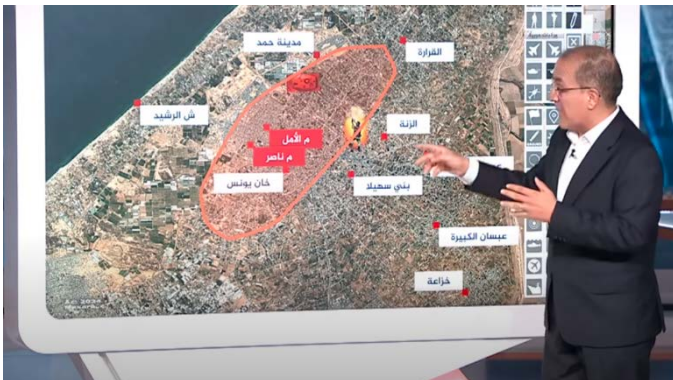 مدينة حمد
القرارة
ش الرشيد
الزنة
م الأمل
م ناصر
خان يونس
بني سهيلا
عبسان الكبيرة
خزاعة